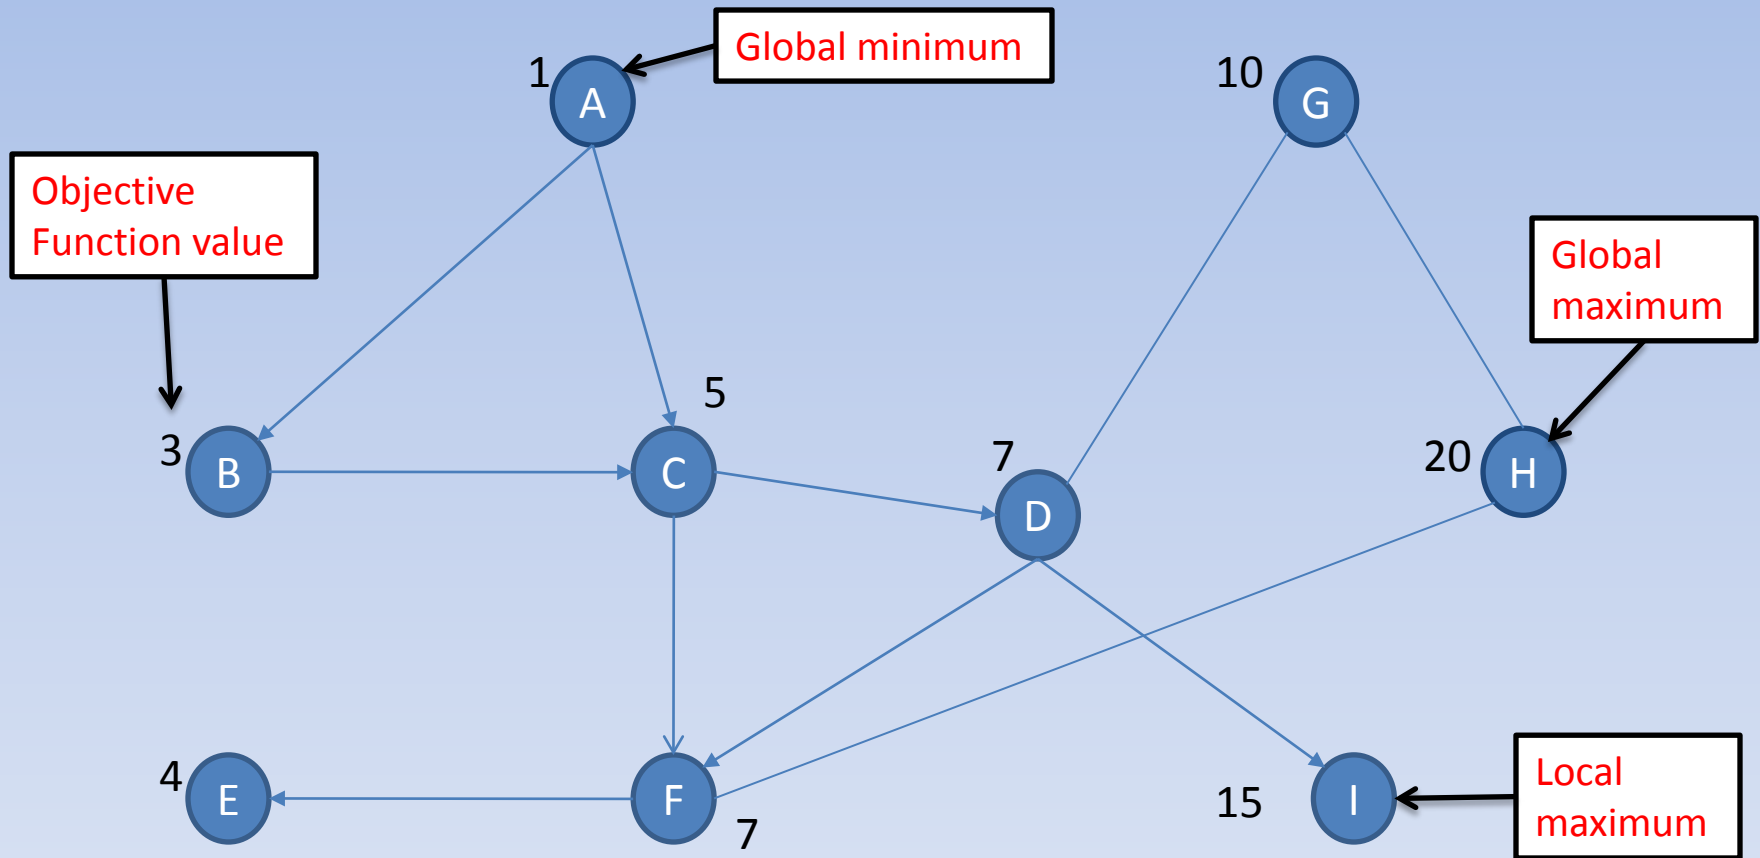 Global minimum
1
A
10
G
Objective
Function value
Global
maximum
5
3
B
C
7
D
20
H
4
E
F
7
15
I
Local
maximum